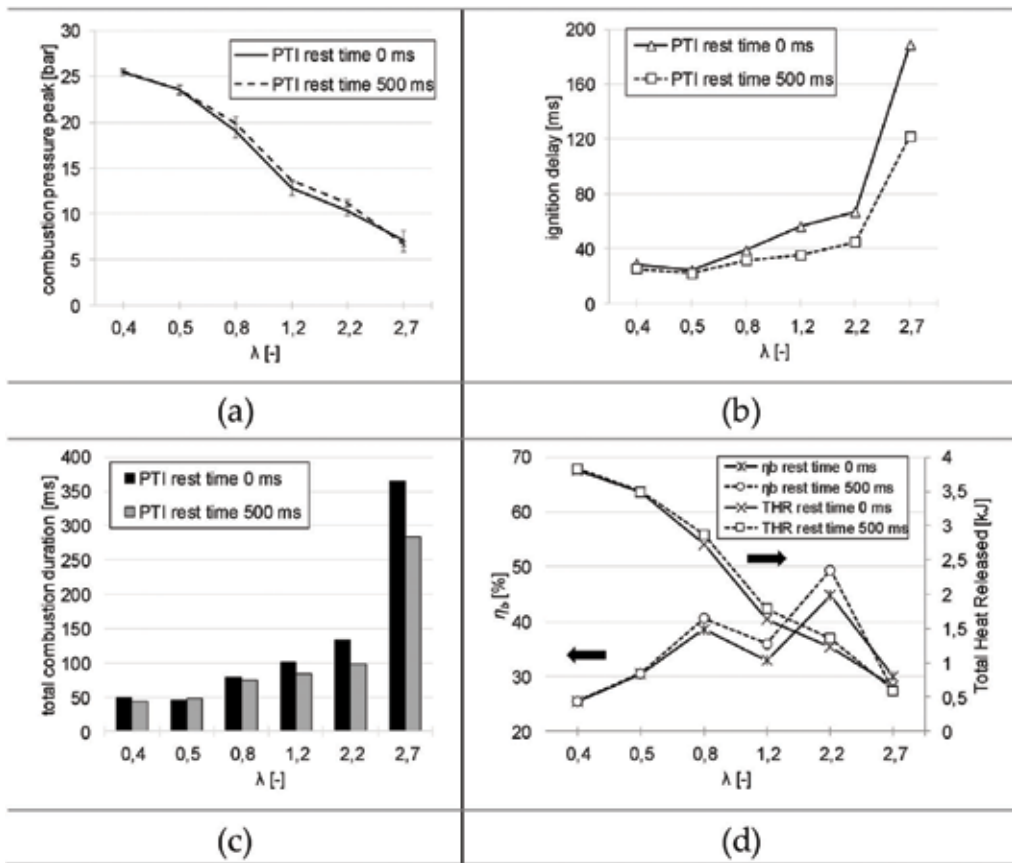 30
25
20
15
10
5
0
combustion pressure peak [bar]
PTI rest time 0 ms
PTI rest time 500 ms
0,4 0,5 0,8 1,2 2,2 2,7
λ [-]
(a)
200
160
120
80
40
0
ignition delay [ms]
PTI rest time 0 ms
PTI rest time 500 ms
0,4 0,5 0,8 1,2 2,2 2,7
λ [-]
(b)
400
350
300
250
200
150
100
50
0
total combustion duration [ms]
PTI rest time 0 ms
PTI rest time 500 ms
0,4 0,5 0,8 1,2 2,2 2,7
λ [-]
(c)
70
60
50
40
30
20
ηb [%]
ηb rest time 0 ms
ηb rest time 500 ms
THR rest time 0 ms
THR rest time 500 ms
4
3,5
3
2,5
2
1,5
1
0,5
0
Total Heat Released [kJ]
0,4 0,5 0,8 1,2 2,2 2,7
λ [-]
(d)